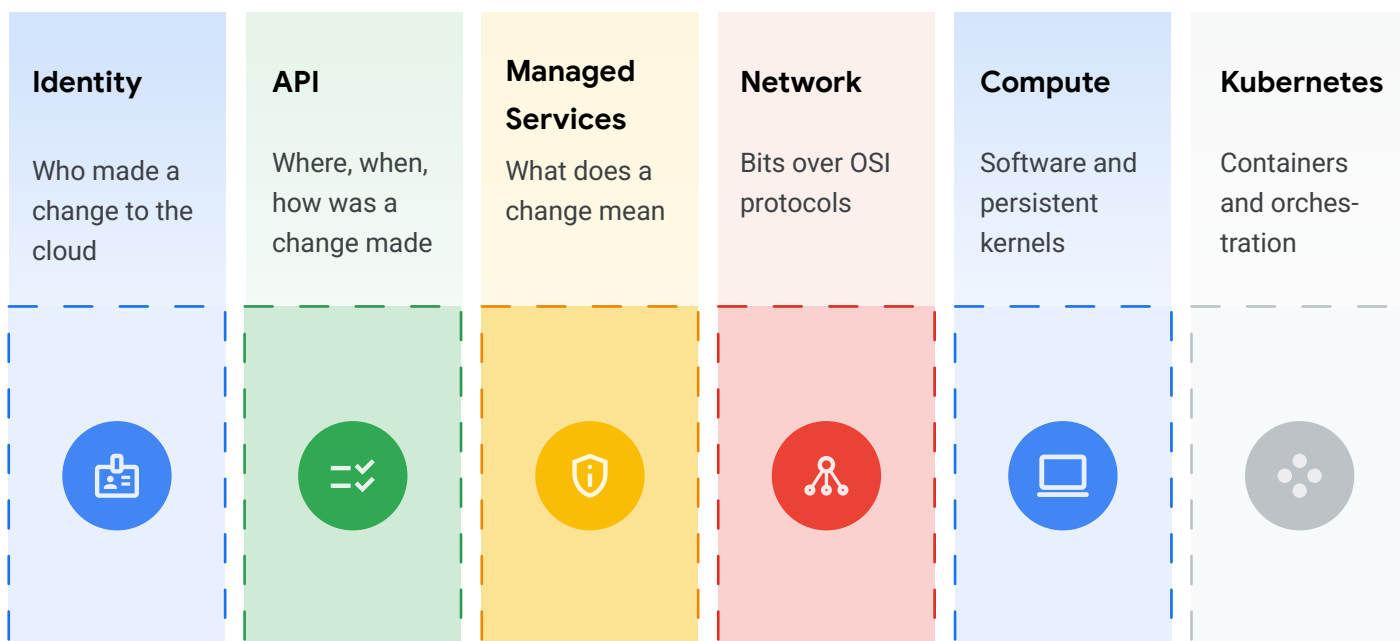 Identity
Who made a
change to the
cloud
API
Where, when,
how was a
change made
Managed
Services
What does a
change mean
Network
Bits over OSI
protocols
Compute
Software and
persistent
kernels
Kubernetes
Containers
and orches-
tration